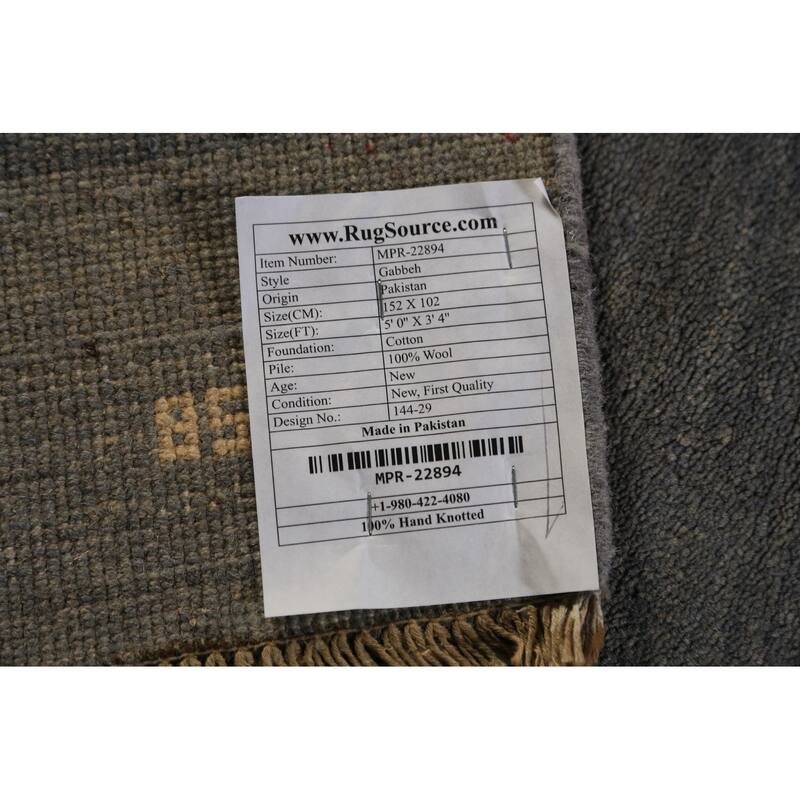 www.RugSource.com
Item Number: MPR-22894
Style Gabbeh
Origin Pakistan
Size(CM): 152 X 102
Size(FT): 5' 0" X 3' 4"
Foundation: Cotton
Pile: 100% Wool
Age: New
Condition: New, First Quality
Design No.: 144-29
Made in Pakistan
MPR-22894
+1-980-422-4080
100% Hand Knotted